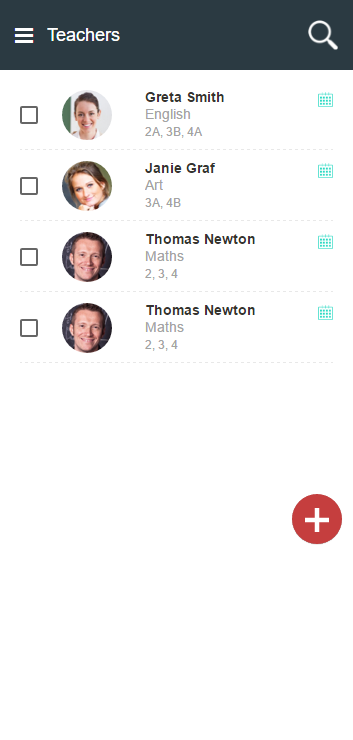 Teachers
Greta Smith
English
2A, 3B, 4A
Janie Graf
Art
3A, 4B
Thomas Newton
Maths
2, 3, 4
Thomas Newton
Maths
2, 3, 4